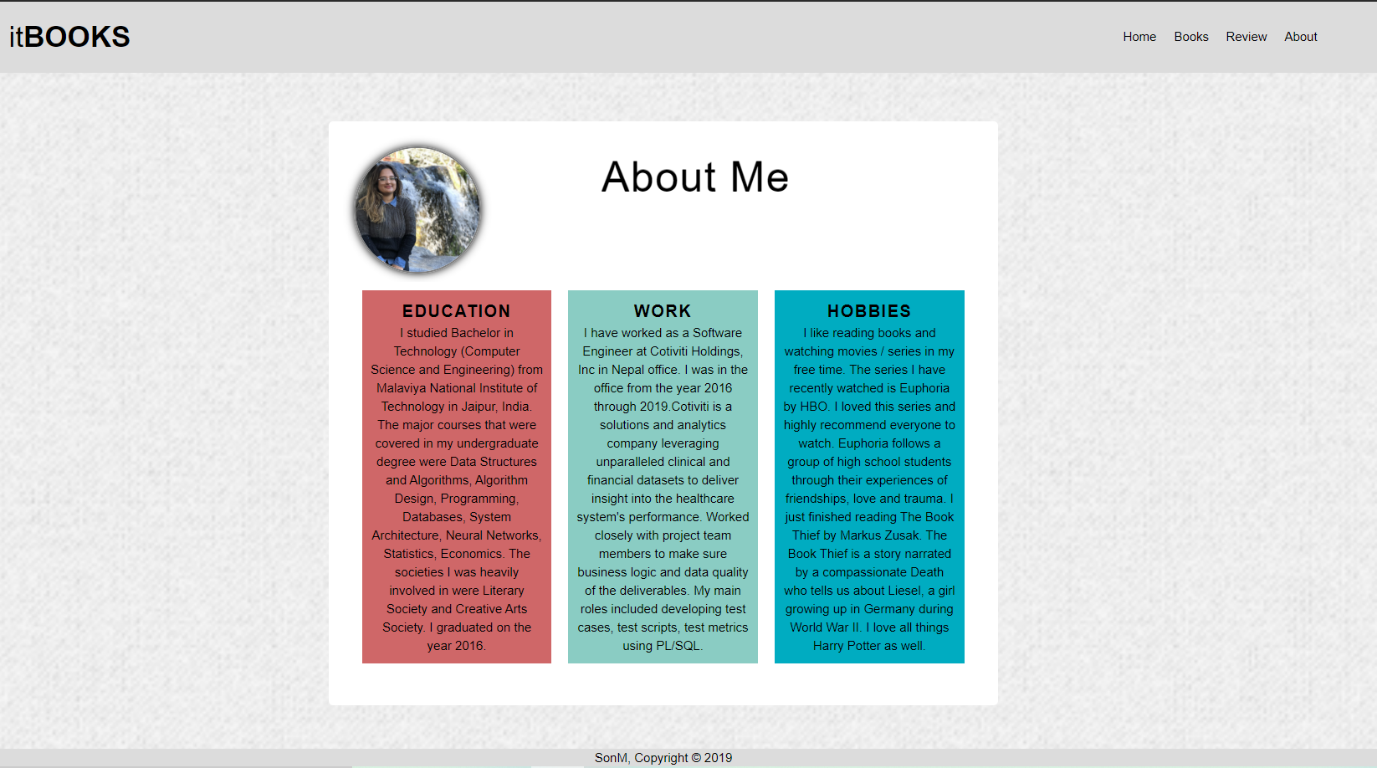 itBOOKS
Home Books Review About
About Me
EDUCATION
I studied Bachelor in
Technology (Computer
Science and Engineering) from
Malaviya National Institute of
Technology in Jaipur, India.
The major courses that were
covered in my undergraduate
degree were Data Structures
and Algorithms, Algorithm
Design, Programming,
Databases, System
Architecture, Neural Networks,
Statistics, Economics. The
societies I was heavily
involved in were Literary
Society and Creative Arts
Society. I graduated on the
year 2016.
WORK
I have worked as a Software
Engineer at Cotiviti Holdings,
Inc in Nepal office. I was in the
office from the year 2016
through 2019.Cotiviti is a
solutions and analytics
company leveraging
unparalleled clinical and
financial datasets to deliver
insight into the healthcare
system's performance. Worked
closely with project team
members to make sure
business logic and data quality
of the deliverables. My main
roles included developing test
cases, test scripts, test metrics
using PL/SQL.
HOBBIES
I like reading books and
watching movies / series in my
free time. The series I have
recently watched is Euphoria
by HBO. I loved this series and
highly recommend everyone to
watch. Euphoria follows a
group of high school students
through their experiences of
friendships, love and trauma. I
just finished reading The Book
Thief by Markus Zusak. The
Book Thief is a story narrated
by a compassionate Death
who tells us about Liesel, a girl
growing up in Germany during
World War II. I love all things
Harry Potter as well.
SonM, Copyright © 2019